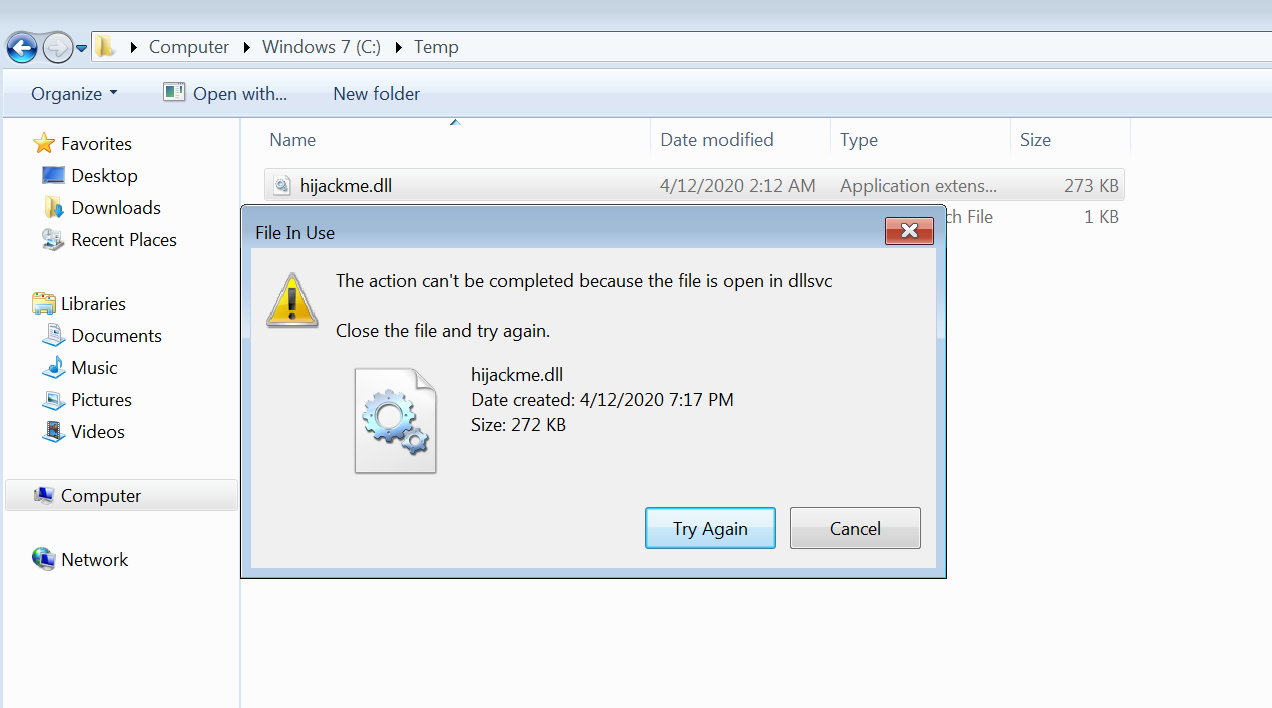 Computer Windows 7 (C:) Temp
Organize Open with... New folder
Name Date modified Type Size
Favorites
Desktop
Downloads
Recent Places
Libraries
Documents
Music
Pictures
Videos
Computer
Network
hijackme.dll 4/12/2020 2:12 AM Application extens... 273 KB
ch File 1 KB
File In Use
The action can't be completed because the file is open in dllsvc
Close the file and try again.
hijackme.dll
Date created: 4/12/2020 7:17 PM
Size: 272 KB
Try Again Cancel